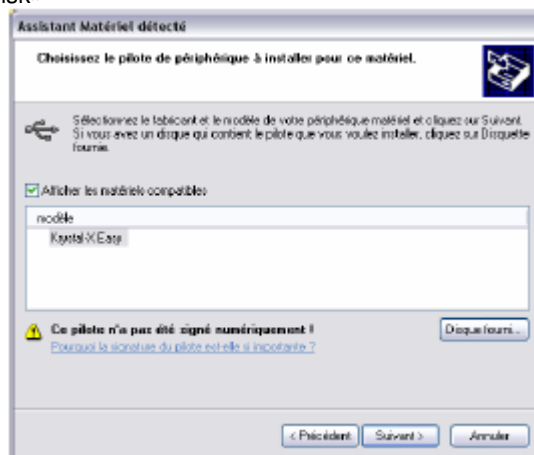 Assistant Matériel détecté
Choisissez le pilote de périphérique à installer pour ce matériel.
Sélectionnez le fabricant et le modèle de votre périphérique matériel et cliquez sur Suivant.
Si vous avez un disque qui contient le pilote que vous voulez installer, cliquez sur Disquette
fournie.
Afficher les matériels compatibles
modèle
Krystal-X Easy
Ce pilote n'a pas été signé numériquement !
Disque fourni...
Pourquoi la signature du pilote est-elle si importante ?
< Précédent
Suivant >
Annuler